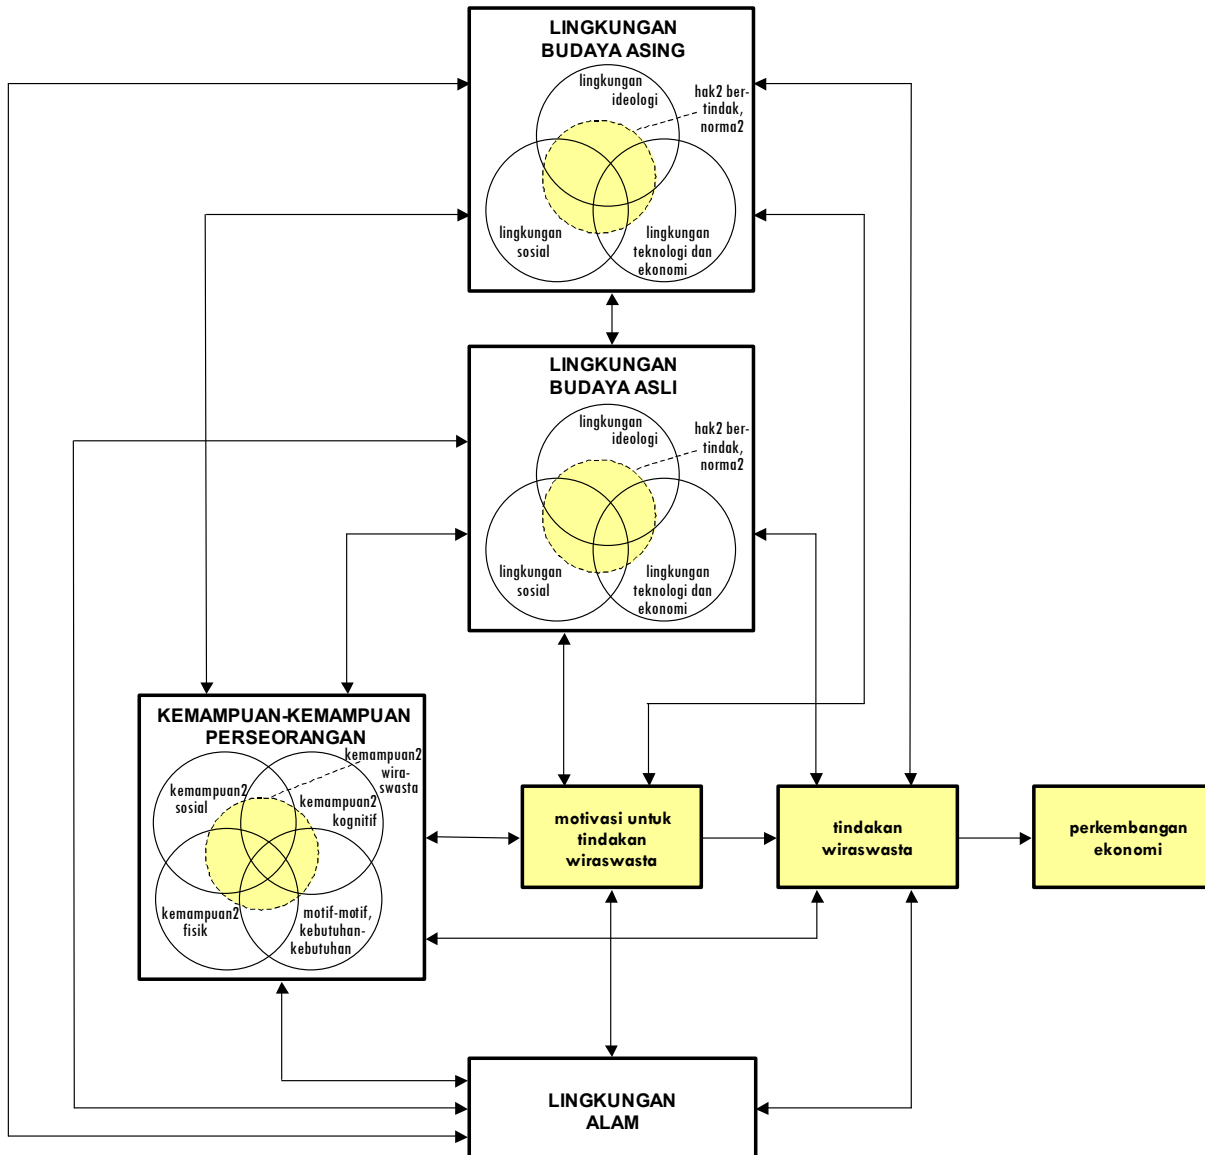 LINGKUNGAN
BUDAYA ASING
lingkungan
ideologi
hak2 ber-
tindak,
norma2
lingkungan
sosial
lingkungan
teknologi dan
ekonomi
LINGKUNGAN
BUDAYA ASLI
lingkungan
ideologi
hak2 ber-
tindak,
norma2
lingkungan
sosial
lingkungan
teknologi dan
ekonomi
KEMAMPUAN-KEMAMPUAN
PERSEORANGAN
kemampuan2
wira-
swasta
kemampuan2
sosial
kemampuan2
kognitif
kemampuan2
fisik
motif-motif,
kebutuhan-
kebutuhan
motivasi untuk
tindakan
wiraswasta
tindakan
wiraswasta
perkembangan
ekonomi
LINGKUNGAN
ALAM